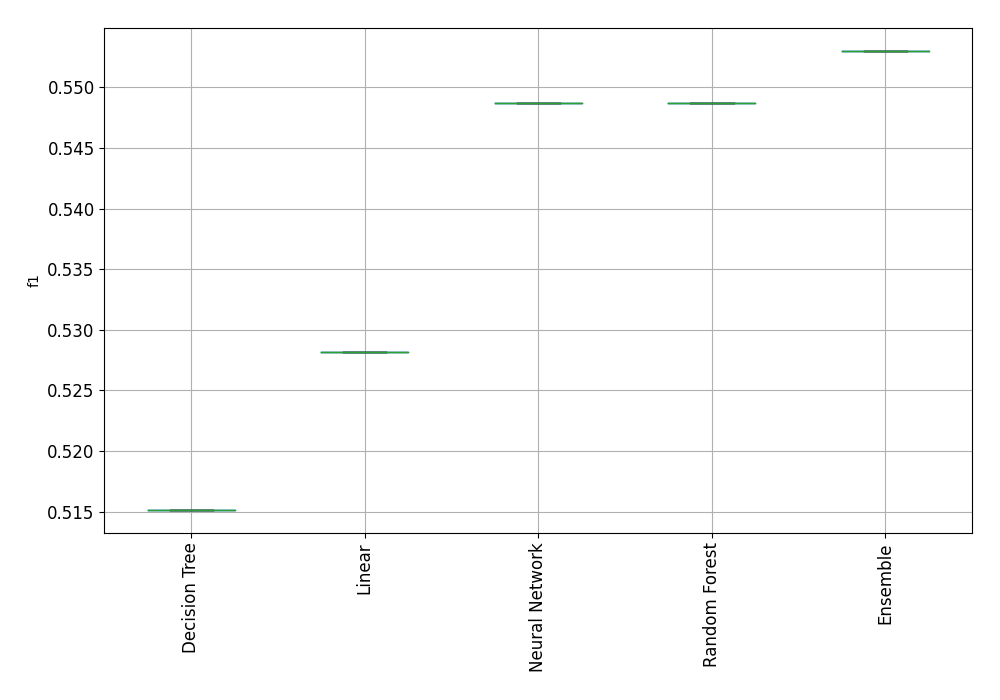 f1
0.550
0.545
0.540
0.535
0.530
0.525
0.520
0.515
Decision Tree
Linear
Neural Network
Random Forest
Ensemble